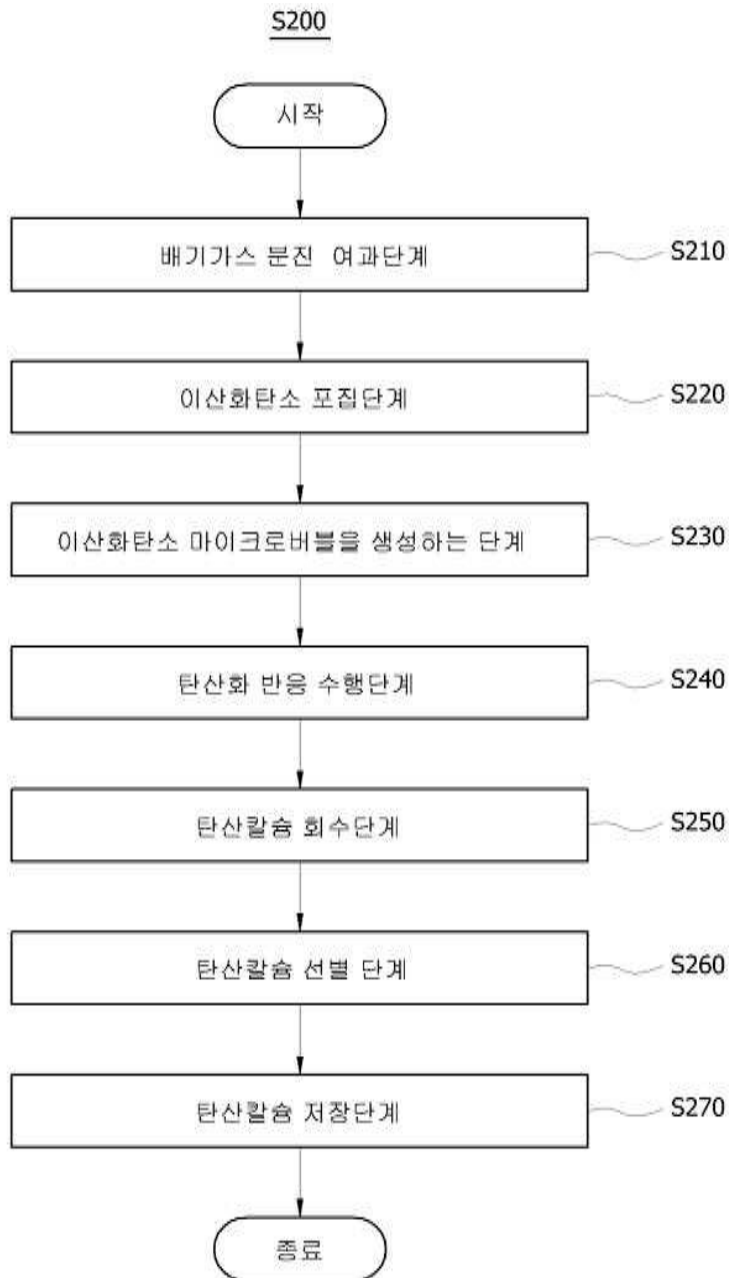 S200
시작
배기가스 분진 여과단계 S210
이산화탄소 포집단계 S220
이산화탄소 마이크로버블을 생성하는 단계 S230
탄산화 반응 수행단계 S240
탄산칼슘 회수단계 S250
탄산칼슘 선별 단계 S260
탄산칼슘 저장단계 S270
종료